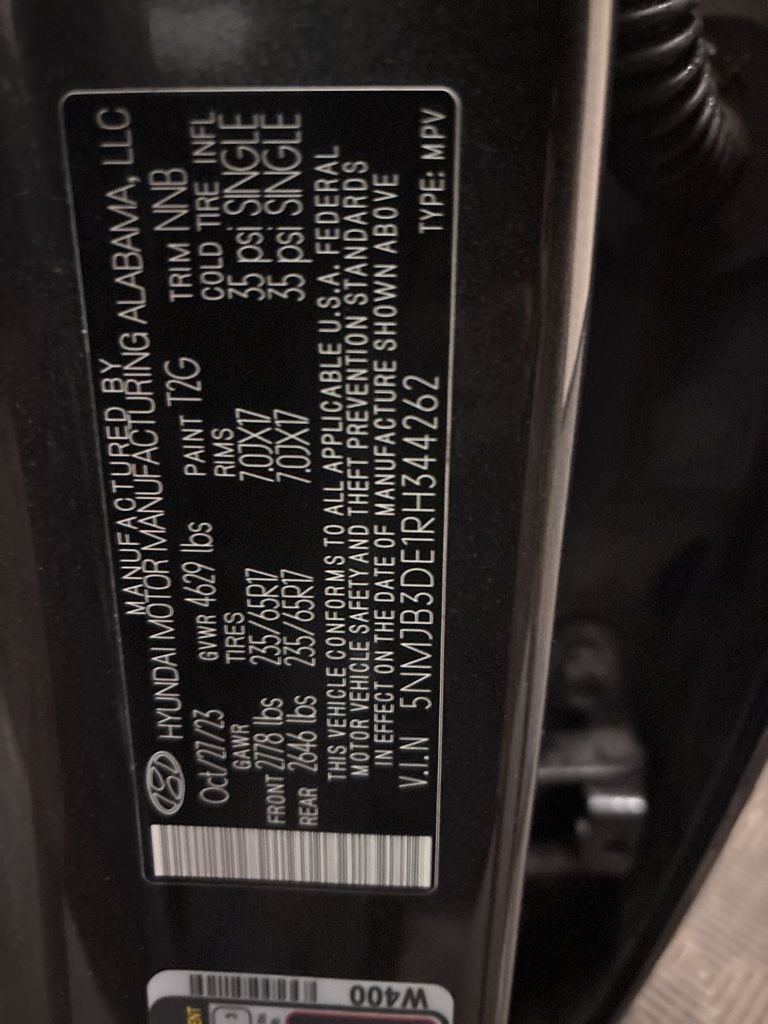 MANUFACTURED BY
HYUNDAI MOTOR MANUFACTURING ALABAMA, LLC
Oct/27/23 GVWR 4629 lbs PAINT T2G TRIM NNB
GAWR TIRES RIMS COLD TIRE INFL
FRONT 2778 lbs 235/65R17 7.0JX17 35 psi SINGLE
REAR 2646 lbs 235/65R17 7.0JX17 35 psi SINGLE
THIS VEHICLE CONFORMS TO ALL APPLICABLE U.S.A. FEDERAL
MOTOR VEHICLE SAFETY AND THEFT PREVENTION STANDARDS
IN EFFECT ON THE DATE OF MANUFACTURE SHOWN ABOVE
V.I.N 5NMJB3DE1RH344262 TYPE: MPV
W400
3